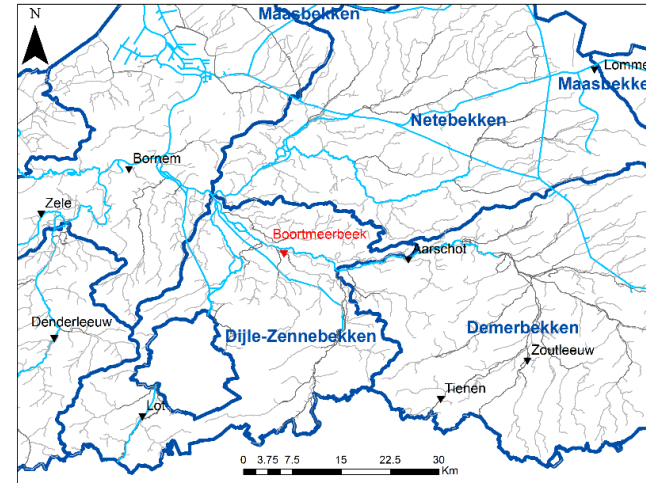 N
Maasbekken
Lomme
Maasbekke
Netebekken
Bornem
Zele
Boortmeerbeek
Aarschot
Denderleeuw
Dijle-Zennebekken
Demerbekken
Zoutleeuw
Tienen
Lot
0 3.75 7.5 15 22.5 30
Km